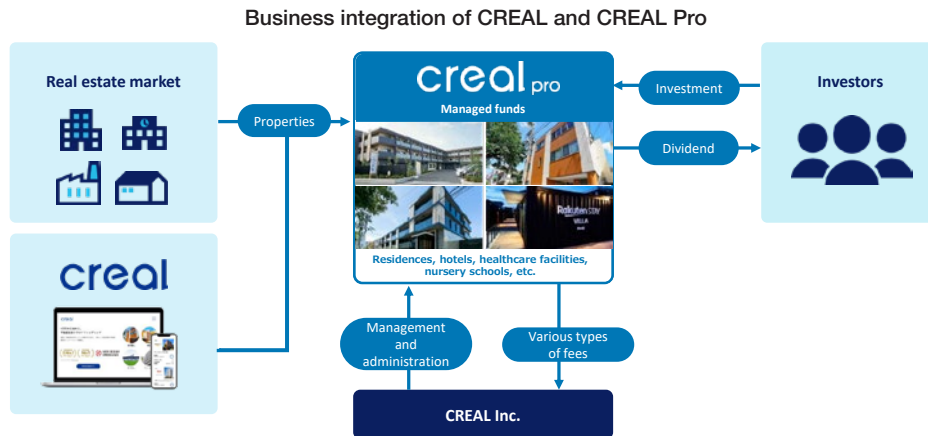 Business integration of CREAL and CREAL Pro
Real estate market
Properties
creal pro
Managed funds
Rakuten STAY
VILLA
Residences, hotels, healthcare facilities,
nursery schools, etc.
Investment
Dividend
Investors
creal
Management
and
administration
Various types
of fees
CREAL Inc.